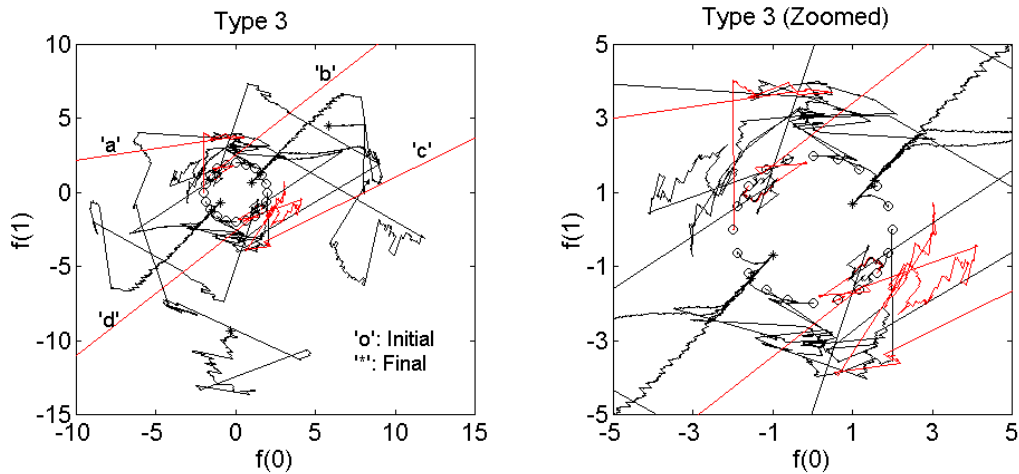 Type 3
10
5
0
-5
-10
-15
-10
-5
0
5
10
15
f(1)
f(0)
'a'
'b'
'c'
'd'
'o': Initial
'*': Final
Type 3 (Zoomed)
5
3
1
-1
-3
-5
-5
-3
-1
1
3
5
f(1)
f(0)